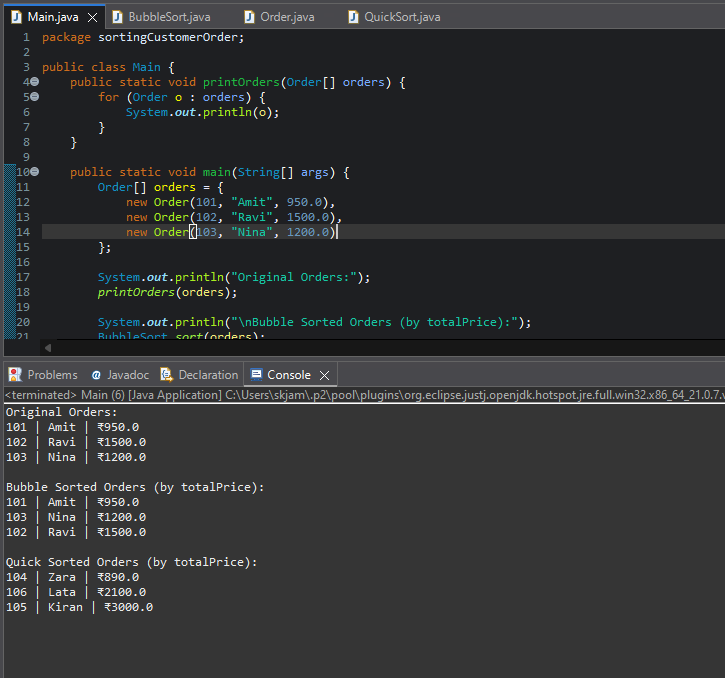 Main.java BubbleSort.java Order.java QuickSort.java
1 package sortingCustomerOrder;
2
3 public class Main {
4 public static void printOrders(Order[] orders) {
5 for (Order o : orders) {
6 System.out.println(o);
7 }
8 }
9
10 public static void main(String[] args) {
11 Order[] orders = {
12 new Order(101, "Amit", 950.0),
13 new Order(102, "Ravi", 1500.0),
14 new Order(103, "Nina", 1200.0)
15 };
16
17 System.out.println("Original Orders:");
18 printOrders(orders);
19
20 System.out.println("\nBubble Sorted Orders (by totalPrice):");
21 BubbleSort.sort(orders);
Problems Javadoc Declaration Console
<terminated> Main (6) [Java Application] C:\Users\skjam\.p2\pool\plugins\org.eclipse.justj.openjdk.hotspot.jre.full.win32.x86_64_21.0.7.v
Original Orders:
101 | Amit | ₹950.0
102 | Ravi | ₹1500.0
103 | Nina | ₹1200.0
Bubble Sorted Orders (by totalPrice):
101 | Amit | ₹950.0
103 | Nina | ₹1200.0
102 | Ravi | ₹1500.0
Quick Sorted Orders (by totalPrice):
104 | Zara | ₹890.0
106 | Lata | ₹2100.0
105 | Kiran | ₹3000.0